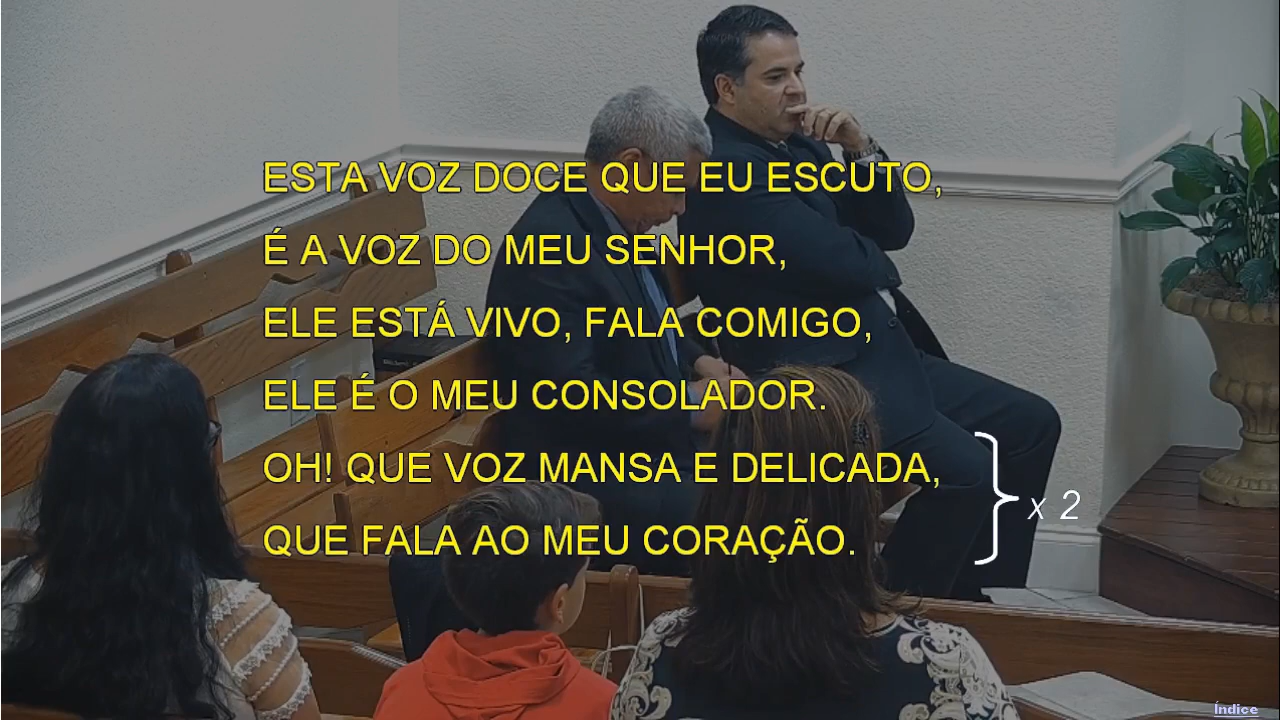 ESTA VOZ DOCE QUE EU ESCUTO,
É A VOZ DO MEU SENHOR,
ELE ESTÁ VIVO, FALA COMIGO,
ELE É O MEU CONSOLADOR.
OH! QUE VOZ MANSA E DELICADA,
QUE FALA AO MEU CORAÇÃO.
x 2
Índice